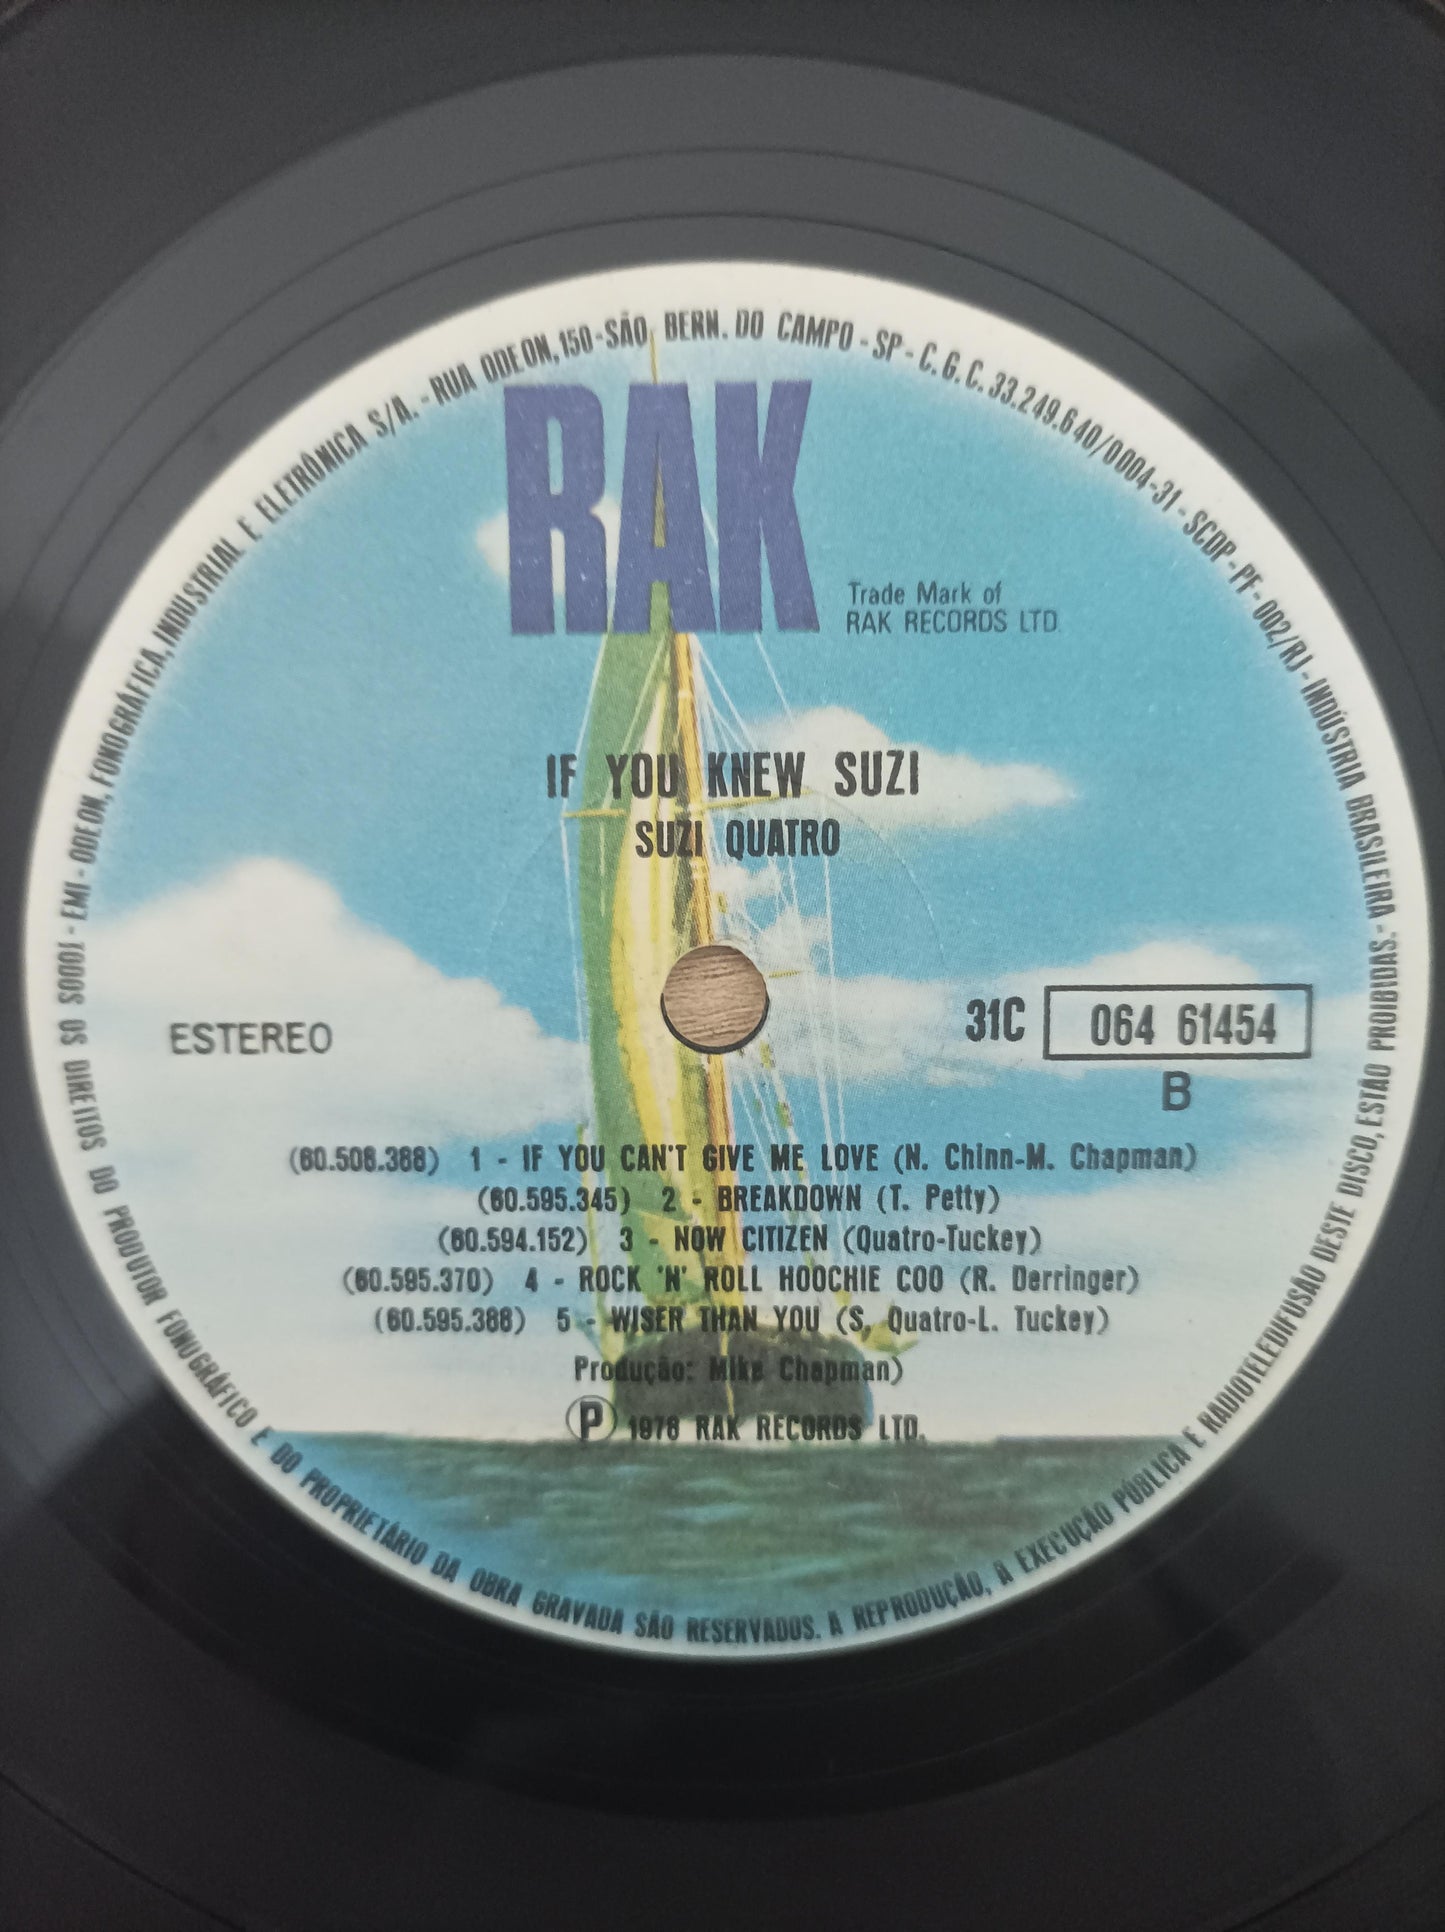 EMI - ODEON, FONOGRÁFICA, INDUSTRIAL E ELETRÔNICA S/A. - RUA ODEON, 150 - SÃO BERN. DO CAMPO - SP - C.G.C. 33.249.640/0004-31 - SCDP - PF - 002/RJ - INDÚSTRIA BRASILEIRA -
RAK
Trade Mark of
RAK RECORDS LTD.
IF YOU KNEW SUZI
SUZI QUATRO
ESTEREO
31C 064 61454
B
(60.508.388) 1 - IF YOU CAN'T GIVE ME LOVE (N. Chinn-M. Chapman)
(60.595.345) 2 - BREAKDOWN (T. Petty)
(60.594.152) 3 - NOW CITIZEN (Quatro-Tuckey)
(60.595.370) 4 - ROCK 'N' ROLL HOOCHIE COO (R. Derringer)
(60.595.388) 5 - WISER THAN YOU (S. Quatro-L. Tuckey)
Produção: Mike Chapman)
Ⓟ 1978 RAK RECORDS LTD.
TODOS OS DIREITOS DO PRODUTOR FONOGRÁFICO E DO PROPRIETÁRIO DA OBRA GRAVADA SÃO RESERVADOS. A REPRODUÇÃO, A EXECUÇÃO PÚBLICA E RADIOTELEDIFUSÃO DESTE DISCO, ESTÃO PROIBIDAS.